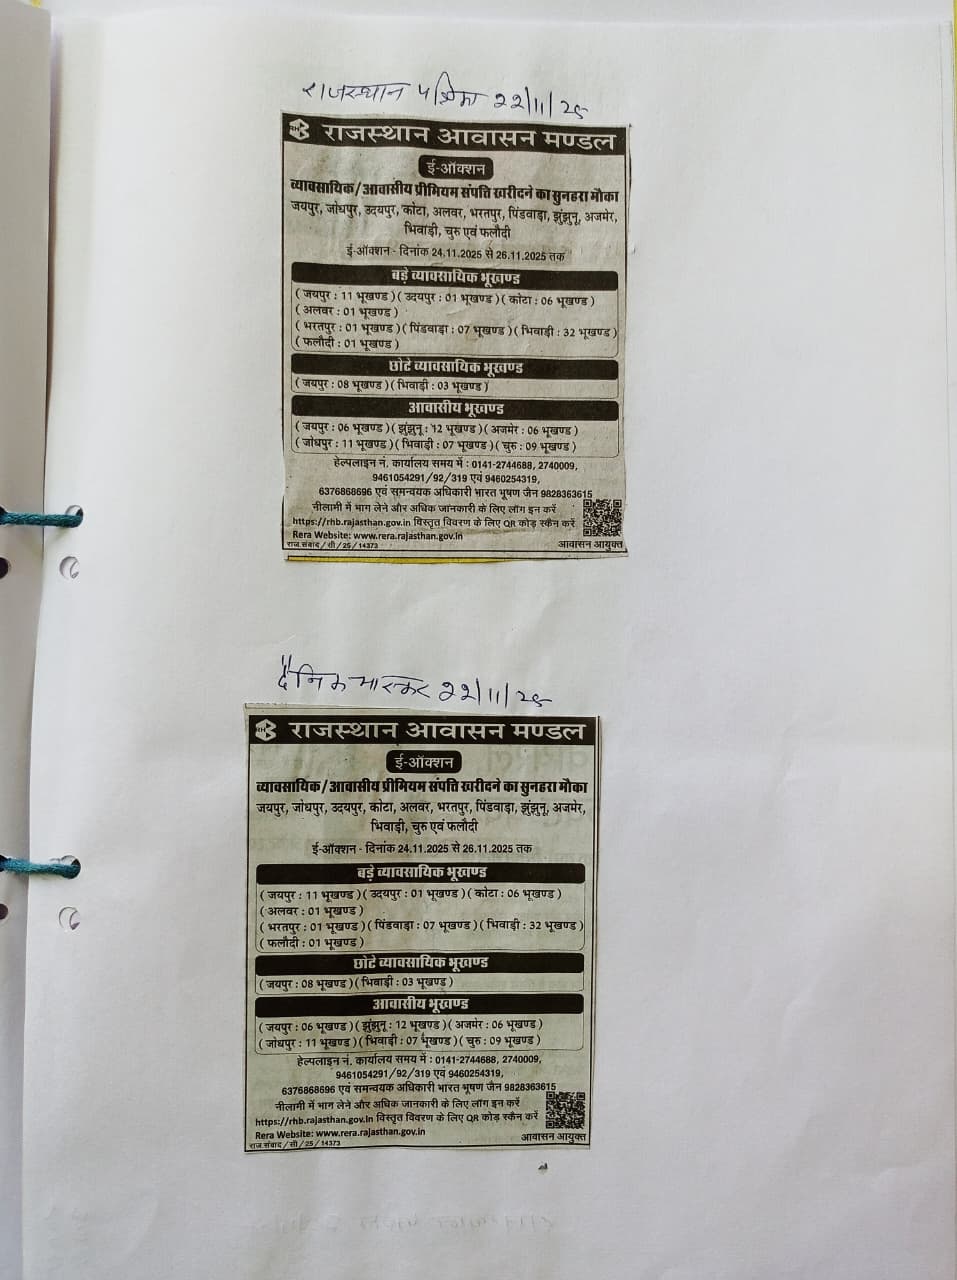 राजस्थान पत्रिका 22/11/25
RHB राजस्थान आवासन मण्डल
ई-ऑक्शन
व्यावसायिक/आवासीय प्रीमियम संपत्ति खरीदने का सुनहरा मौका
जयपुर, जोधपुर, उदयपुर, कोटा, अलवर, भरतपुर, पिंडवाड़ा, झुंझुनू, अजमेर,
भिवाड़ी, चुरु एवं फलौदी
ई-ऑक्शन - दिनांक 24.11.2025 से 26.11.2025 तक
बड़े व्यावसायिक भूखण्ड
( जयपुर : 11 भूखण्ड ) ( उदयपुर : 01 भूखण्ड ) ( कोटा : 06 भूखण्ड )
( अलवर : 01 भूखण्ड )
( भरतपुर : 01 भूखण्ड ) ( पिंडवाड़ा : 07 भूखण्ड ) ( भिवाड़ी : 32 भूखण्ड )
( फलौदी : 01 भूखण्ड )
छोटे व्यावसायिक भूखण्ड
( जयपुर : 08 भूखण्ड ) ( भिवाड़ी : 03 भूखण्ड )
आवासीय भूखण्ड
( जयपुर : 06 भूखण्ड ) ( झुंझुनू : 12 भूखण्ड ) ( अजमेर : 06 भूखण्ड )
( जोधपुर : 11 भूखण्ड ) ( भिवाड़ी : 07 भूखण्ड ) ( चुरु : 09 भूखण्ड )
हेल्पलाइन नं. कार्यालय समय में : 0141-2744688, 2740009,
9461054291/92/319 एवं 9460254319,
6376868696 एवं समन्वयक अधिकारी भारत भूषण जैन 9828363615
नीलामी में भाग लेने और अधिक जानकारी के लिए लॉग इन करें
https://rhb.rajasthan.gov.in विस्तृत विवरण के लिए QR कोड़ स्कैन करें
Rera Website: www.rera.rajasthan.gov.in
राज.संवाद / सी / 25 / 14373
आवासन आयुक्त
दैनिक भास्कर 22/11/25
RHB राजस्थान आवासन मण्डल
ई-ऑक्शन
व्यावसायिक/आवासीय प्रीमियम संपत्ति खरीदने का सुनहरा मौका
जयपुर, जोधपुर, उदयपुर, कोटा, अलवर, भरतपुर, पिंडवाड़ा, झुंझुनू, अजमेर,
भिवाड़ी, चुरु एवं फलौदी
ई-ऑक्शन - दिनांक 24.11.2025 से 26.11.2025 तक
बड़े व्यावसायिक भूखण्ड
( जयपुर : 11 भूखण्ड ) ( उदयपुर : 01 भूखण्ड ) ( कोटा : 06 भूखण्ड )
( अलवर : 01 भूखण्ड )
( भरतपुर : 01 भूखण्ड ) ( पिंडवाड़ा : 07 भूखण्ड ) ( भिवाड़ी : 32 भूखण्ड )
( फलौदी : 01 भूखण्ड )
छोटे व्यावसायिक भूखण्ड
( जयपुर : 08 भूखण्ड ) ( भिवाड़ी : 03 भूखण्ड )
आवासीय भूखण्ड
( जयपुर : 06 भूखण्ड ) ( झुंझुनू : 12 भूखण्ड ) ( अजमेर : 06 भूखण्ड )
( जोधपुर : 11 भूखण्ड ) ( भिवाड़ी : 07 भूखण्ड ) ( चुरु : 09 भूखण्ड )
हेल्पलाइन नं. कार्यालय समय में : 0141-2744688, 2740009,
9461054291/92/319 एवं 9460254319,
6376868696 एवं समन्वयक अधिकारी भारत भूषण जैन 9828363615
नीलामी में भाग लेने और अधिक जानकारी के लिए लॉग इन करें
https://rhb.rajasthan.gov.in विस्तृत विवरण के लिए QR कोड़ स्कैन करें
Rera Website: www.rera.rajasthan.gov.in
राज.संवाद / सी / 25 / 14373
आवासन आयुक्त